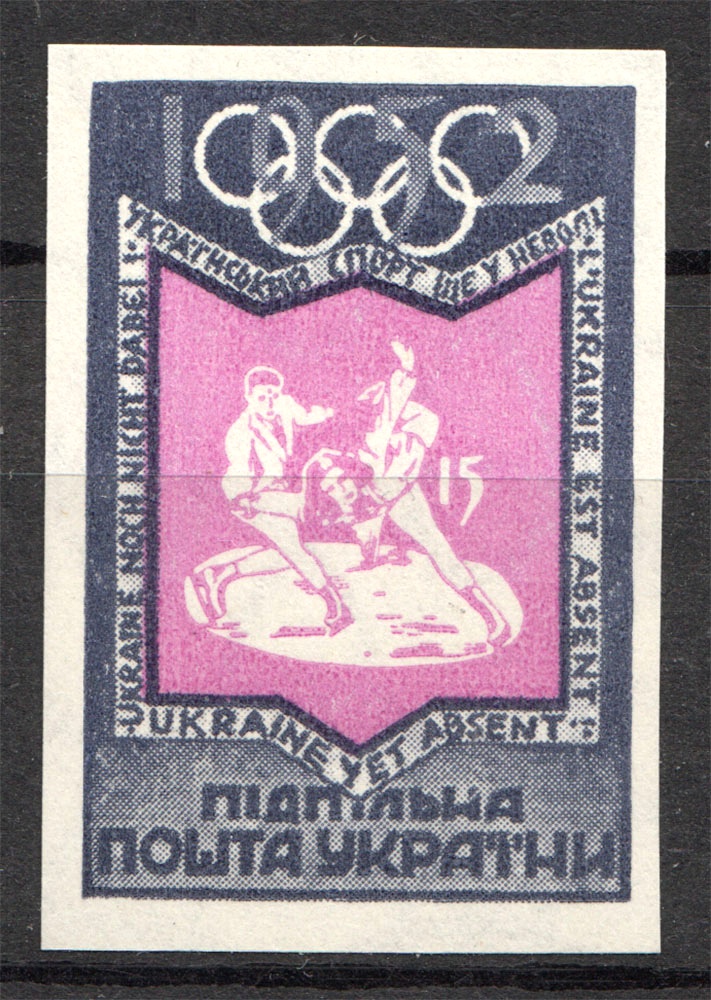 1952
УКРАЇНСЬКИЙ СПОРТ ЩЕ У НЕВОЛІ
UKRAINE NOCH NICHT DABEI!
L'UKRAINE EST ABSENT!
15
UKRAINE YET ABSENT!
ПІДПІЛЬНА
ПОШТА УКРАЇНИ